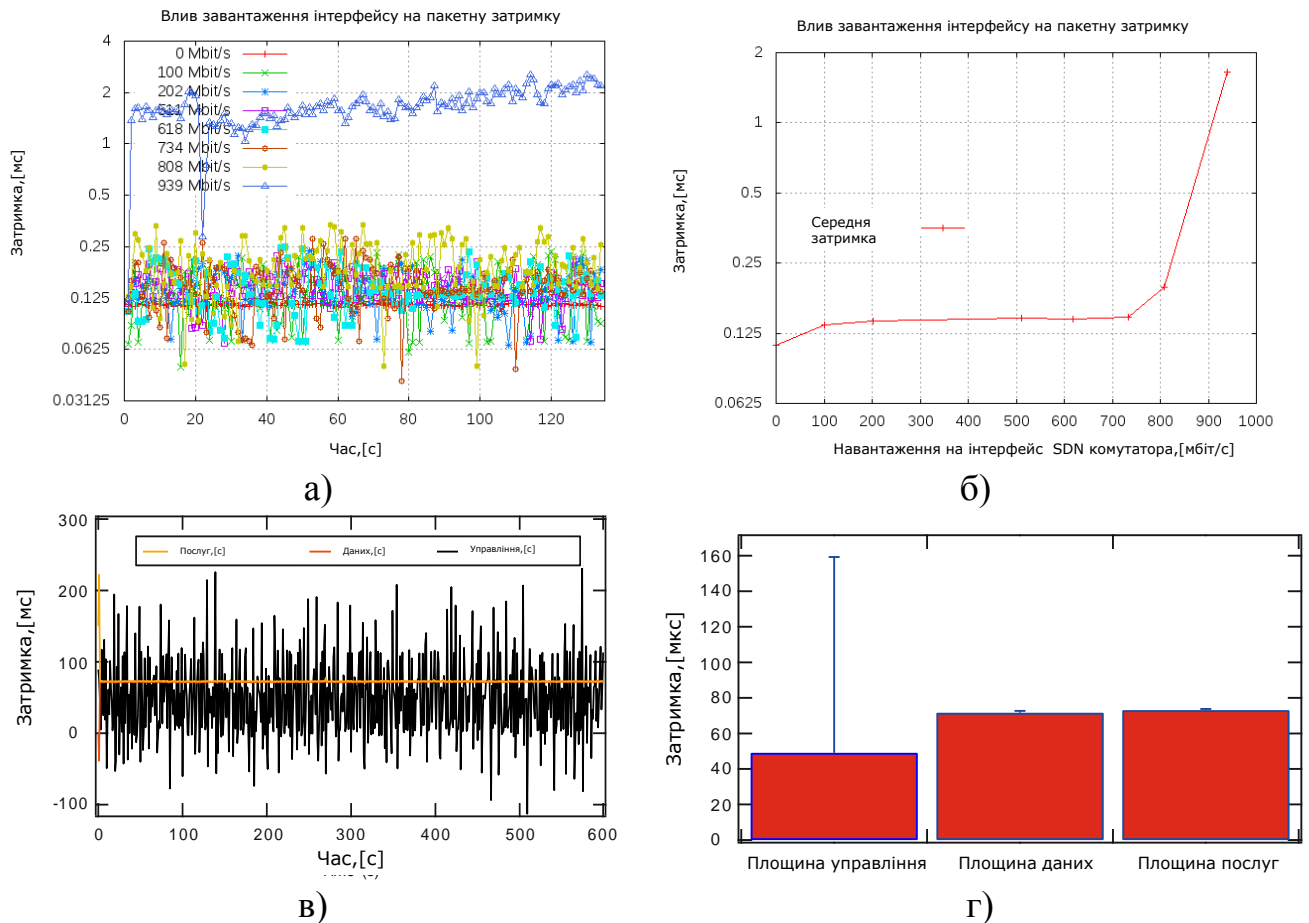 Влив завантаження інтерфейсу на пакетну затримку
4
2
1
0.5
0.25
0.125
0.0625
0.03125
Затримка,[мс]
0 Mbit/s
100 Mbit/s
202 Mbit/s
511 Mbit/s
618 Mbit/s
734 Mbit/s
808 Mbit/s
939 Mbit/s
0 20 40 60 80 100 120
Час,[с]
а)
Влив завантаження інтерфейсу на пакетну затримку
2
1
0.5
0.25
0.125
0.0625
Затримка,[мс]
Середня
затримка
0 100 200 300 400 500 600 700 800 900 1000
Навантаження на інтерфейс SDN комутатора,[мбіт/с]
б)
300
200
100
0
-100
Затримка,[мс]
Послуг,[с] Даних,[с] Управління,[с]
0 100 200 300 400 500 600
Час,[с]
в)
160
140
120
100
80
60
40
20
0
Затримка,[мкс]
Площина управління Площина даних Площина послуг
г)